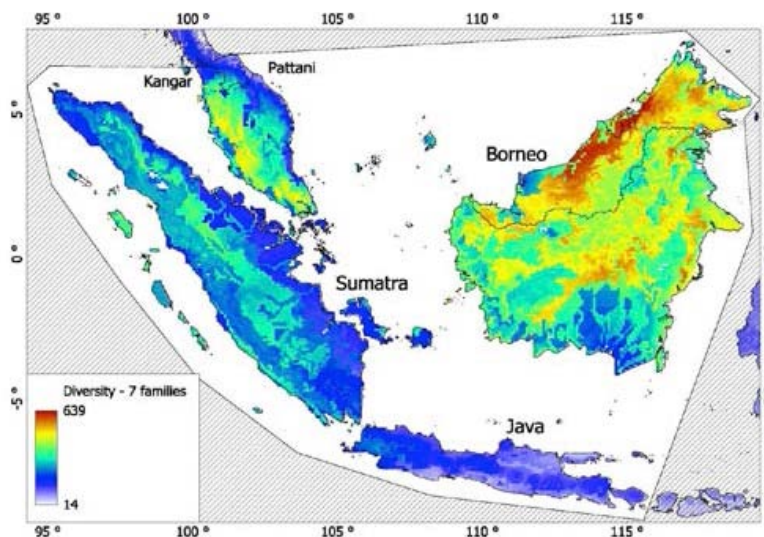 95 ° 100 ° 105 ° 110 ° 115 °
Pattani
Kangar
5 °
Borneo
0 °
Sumatra
Diversity - 7 families
639
-5 °
Java
14
95 ° 100 ° 105 ° 110 ° 115 °